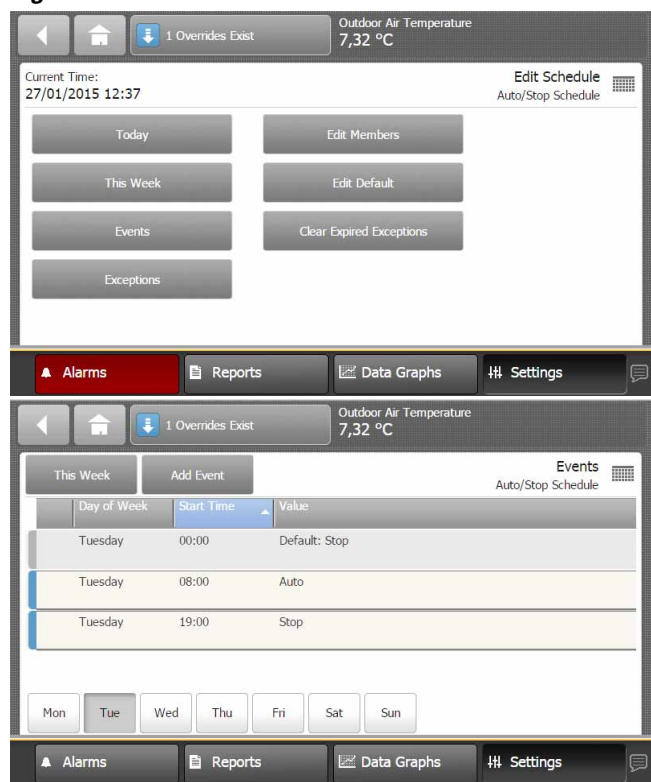 1 Overrides Exist
Outdoor Air Temperature
7,32 °C
Current Time:
27/01/2015 12:37
Edit Schedule
Auto/Stop Schedule
Today
Edit Members
This Week
Edit Default
Events
Clear Expired Exceptions
Exceptions
Alarms
Reports
Data Graphs
Settings
1 Overrides Exist
Outdoor Air Temperature
7,32 °C
This Week
Add Event
Events
Auto/Stop Schedule
Day of Week Start Time Value
Tuesday 00:00 Default: Stop
Tuesday 08:00 Auto
Tuesday 19:00 Stop
Mon Tue Wed Thu Fri Sat Sun
Alarms
Reports
Data Graphs
Settings